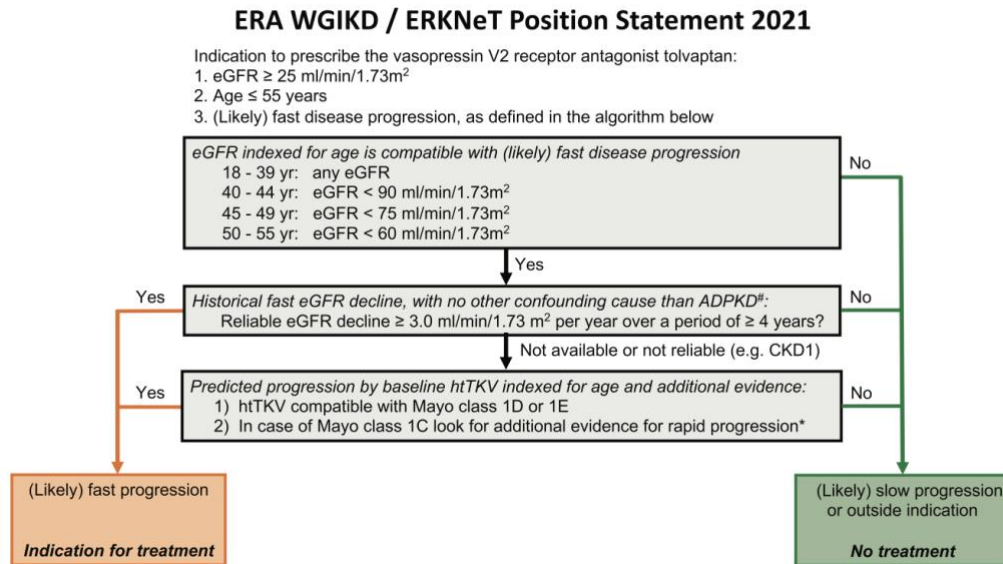 ERA WGIKD / ERKNeT Position Statement 2021
Indication to prescribe the vasopressin V2 receptor antagonist tolvaptan:
1. eGFR ≥ 25 ml/min/1.73m²
2. Age ≤ 55 years
3. (Likely) fast disease progression, as defined in the algorithm below
eGFR indexed for age is compatible with (likely) fast disease progression
18 - 39 yr: any eGFR
40 - 44 yr: eGFR < 90 ml/min/1.73m²
45 - 49 yr: eGFR < 75 ml/min/1.73m²
50 - 55 yr: eGFR < 60 ml/min/1.73m²
No
Yes
Yes
Historical fast eGFR decline, with no other confounding cause than ADPKD#:
Reliable eGFR decline ≥ 3.0 ml/min/1.73 m² per year over a period of ≥ 4 years?
No
Not available or not reliable (e.g. CKD1)
Yes
Predicted progression by baseline htTKV indexed for age and additional evidence:
1) htTKV compatible with Mayo class 1D or 1E
2) In case of Mayo class 1C look for additional evidence for rapid progression*
No
(Likely) fast progression
Indication for treatment
(Likely) slow progression
or outside indication
No treatment